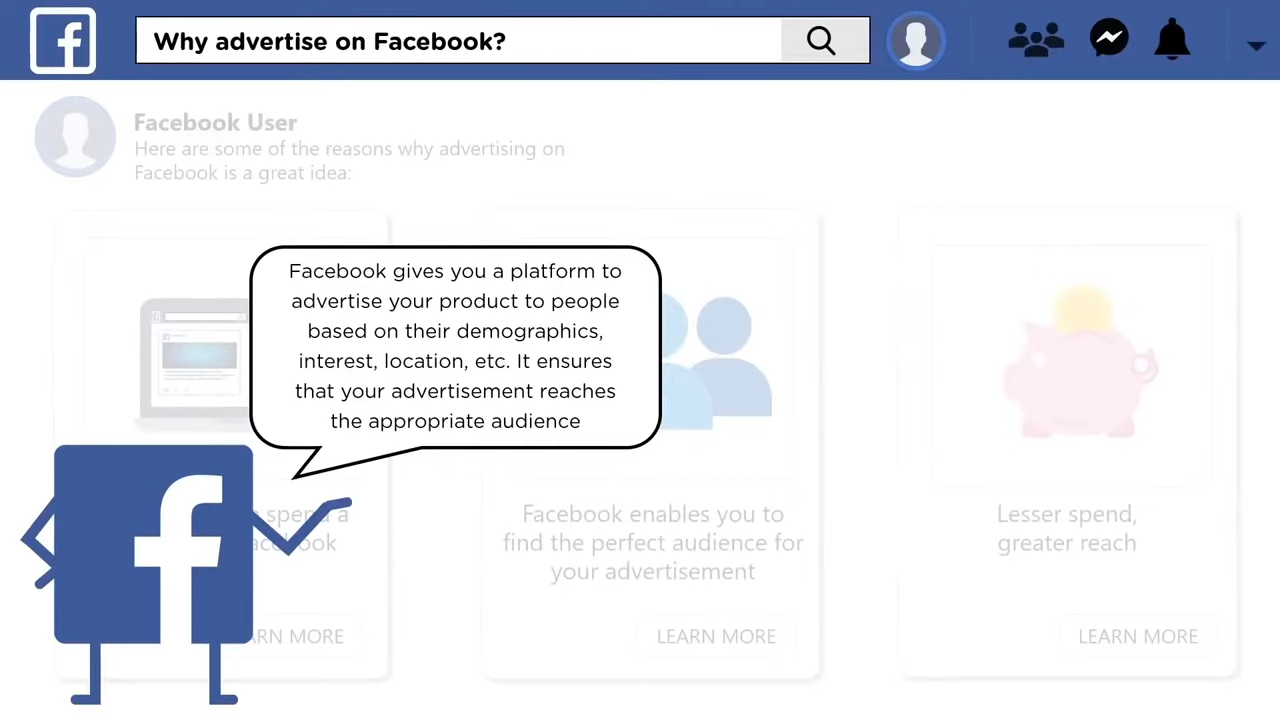 Why advertise on Facebook?
Facebook User
Here are some of the reasons why advertising on
Facebook is a great idea:
Facebook gives you a platform to
advertise your product to people
based on their demographics,
interest, location, etc. It ensures
that your advertisement reaches
the appropriate audience
spend a
Facebook enables you to
find the perfect audience for
your advertisement
LEARN MORE
Lesser spend,
greater reach
LEARN MORE